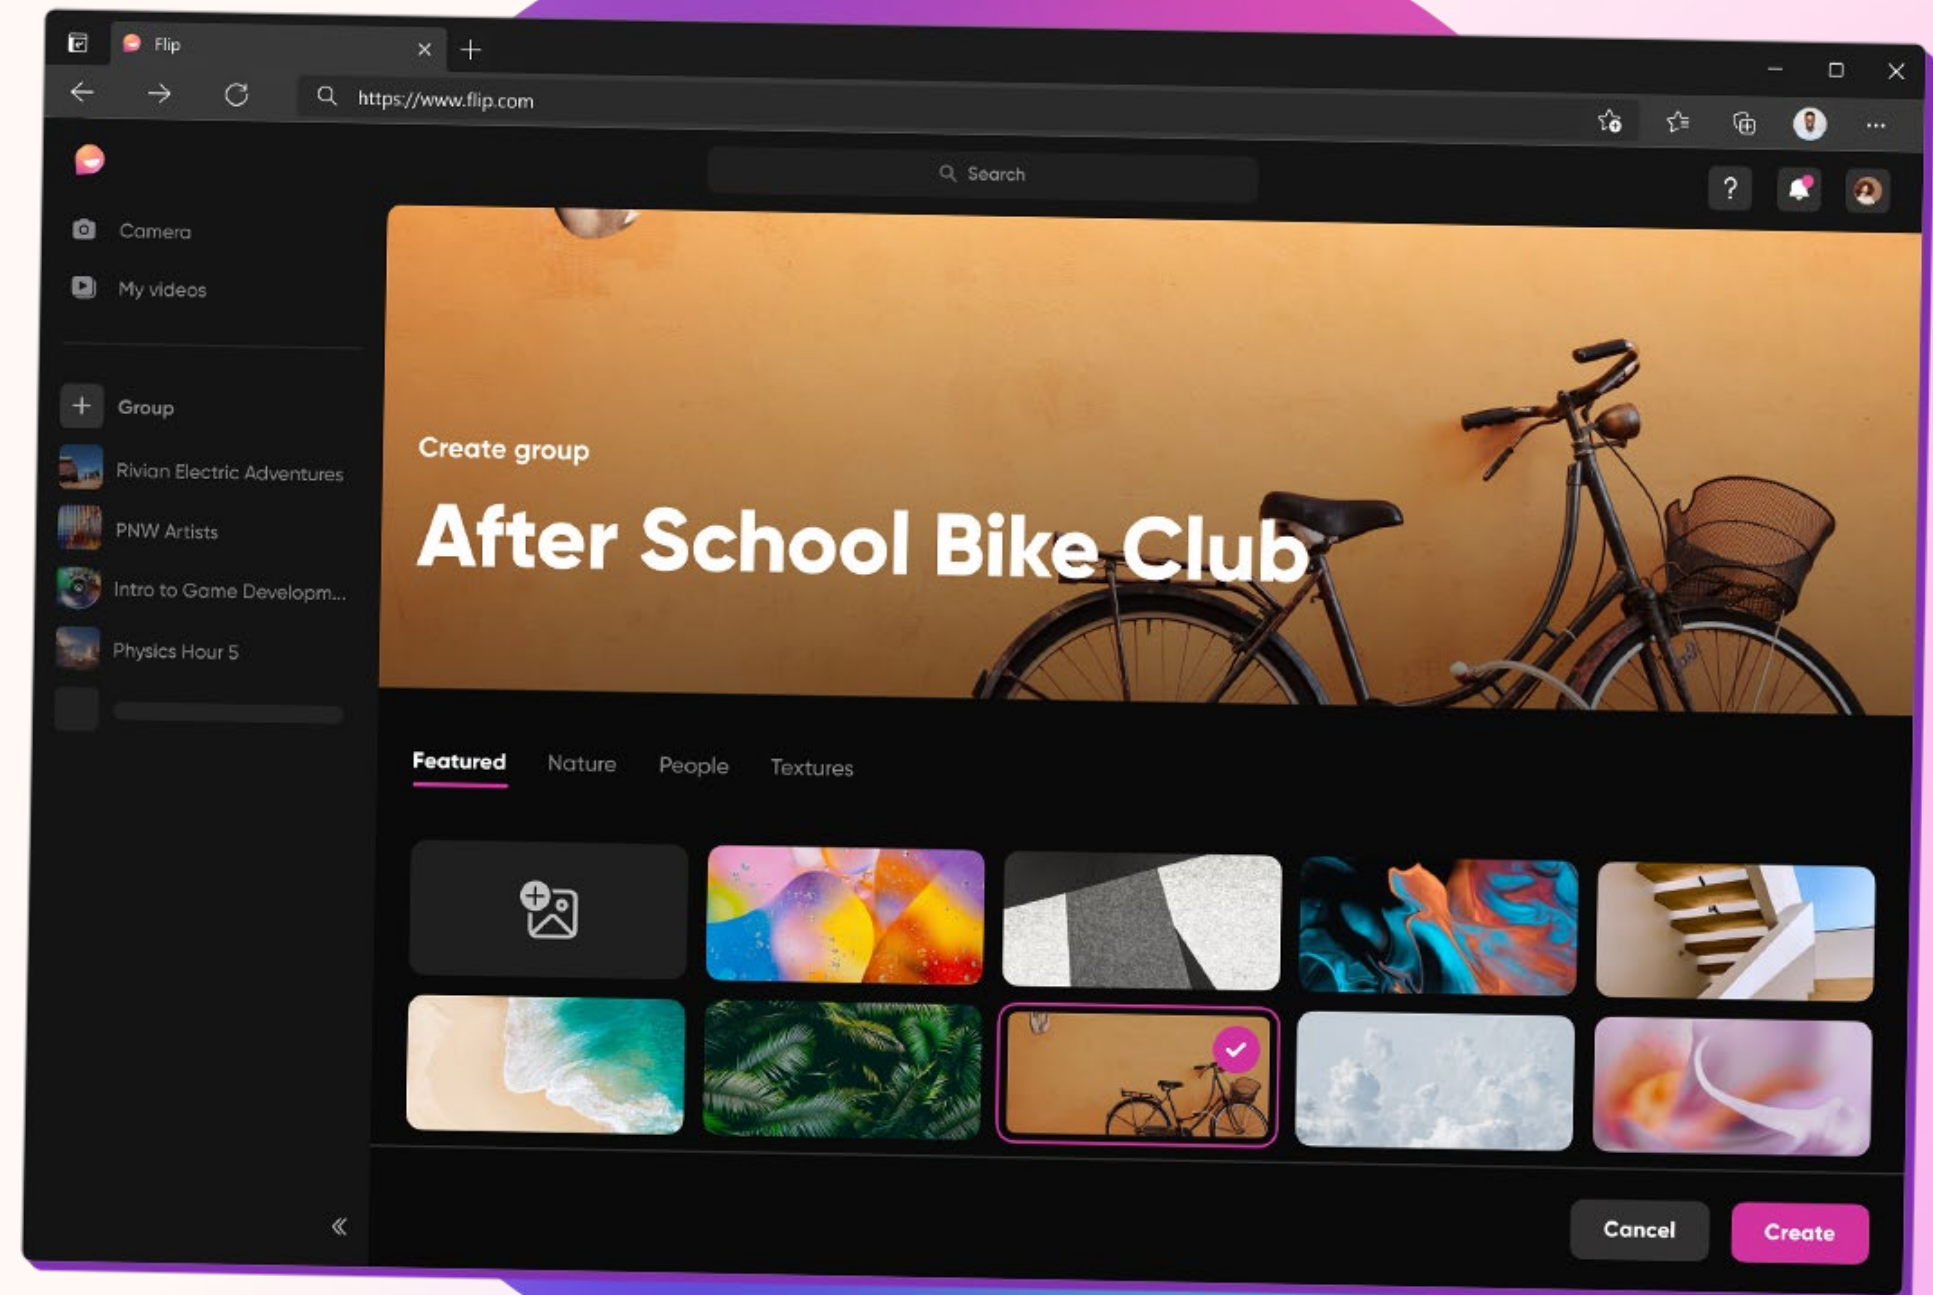 Flip
https://www.flip.com
Search
?
Camera
My videos
Group
Rivian Electric Adventures
PNW Artists
Intro to Game Developm...
Physics Hour 5
Create group
After School Bike Club
Featured Nature People Textures
Cancel Create